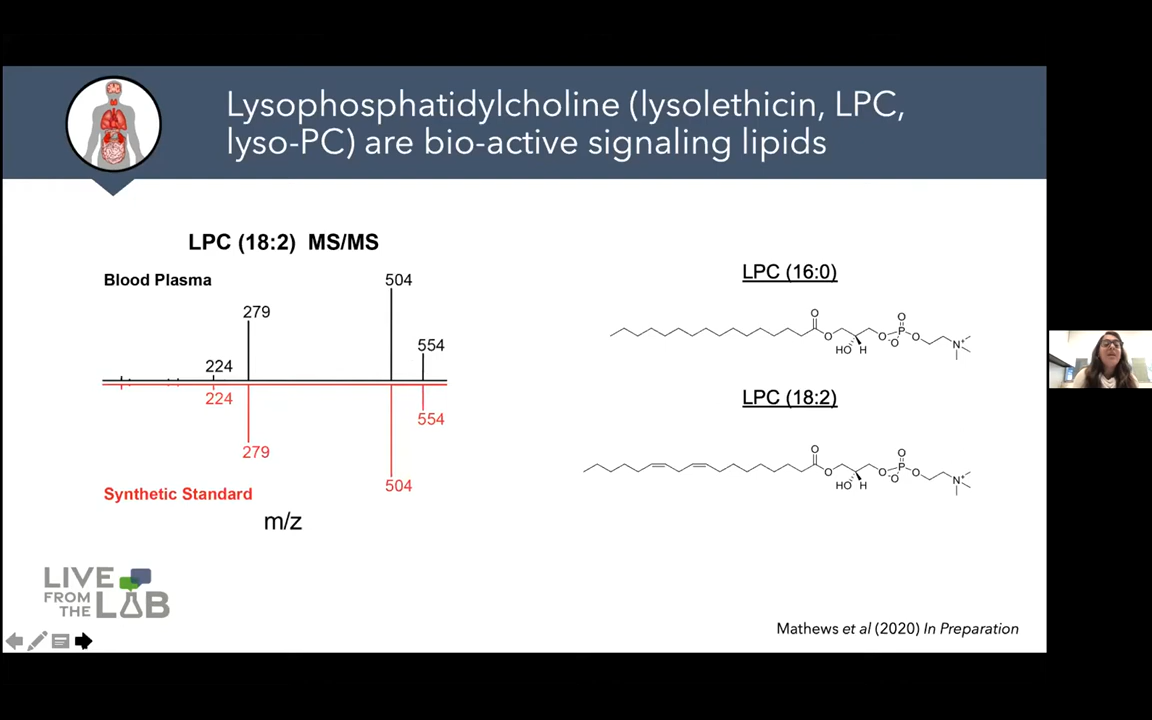 Lysophosphatidylcholine (lysolethicin, LPC,
lyso-PC) are bio-active signaling lipids
LPC (18:2) MS/MS
Blood Plasma
504
279
554
224
224
554
279
504
Synthetic Standard
m/z
LPC (16:0)
O
O
HO
H
O
P
O
-O
O
N+
LPC (18:2)
O
O
HO
H
O
P
O
-O
O
N+
LIVE
FROM
THE LAB
Mathews et al (2020) In Preparation